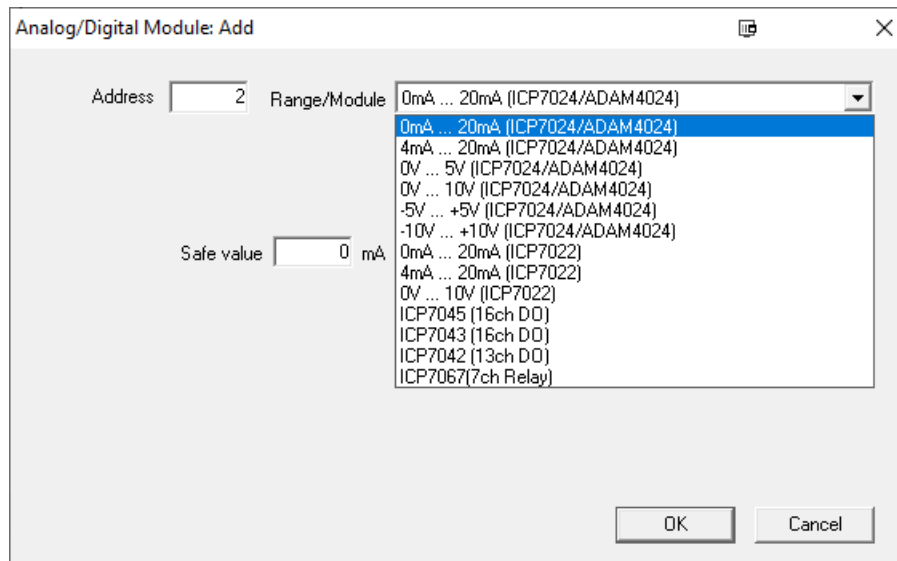 Analog/Digital Module: Add
Address 2 Range/Module 0mA ... 20mA (ICP7024/ADAM4024)
0mA ... 20mA (ICP7024/ADAM4024)
4mA ... 20mA (ICP7024/ADAM4024)
0V ... 5V (ICP7024/ADAM4024)
0V ... 10V (ICP7024/ADAM4024)
-5V ... +5V (ICP7024/ADAM4024)
-10V ... +10V (ICP7024/ADAM4024)
Safe value 0 mA
0mA ... 20mA (ICP7022)
4mA ... 20mA (ICP7022)
0V ... 10V (ICP7022)
ICP7045 (16ch DO)
ICP7043 (16ch DO)
ICP7042 (13ch DO)
ICP7067(7ch Relay)
OK Cancel